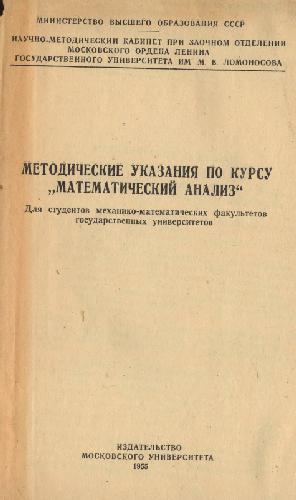 МИНИСТЕРСТВО ВЫСШЕГО ОБРАЗОВАНИЯ СССР
НАУЧНО-МЕТОДИЧЕСКИЙ КАБИНЕТ ПРИ ЗАОЧНОМ ОТДЕЛЕНИИ
МОСКОВСКОГО ОРДЕНА ЛЕНИНА
ГОСУДАРСТВЕННОГО УНИВЕРСИТЕТА ИМ М. В. ЛОМОНОСОВА
МЕТОДИЧЕСКИЕ УКАЗАНИЯ ПО КУРСУ
„МАТЕМАТИЧЕСКИЙ АНАЛИЗ“
Для студентов механико-математических факультетов
государственных университетов
ИЗДАТЕЛЬСТВО
МОСКОВСКОГО УНИВЕРСИТЕТА
1955